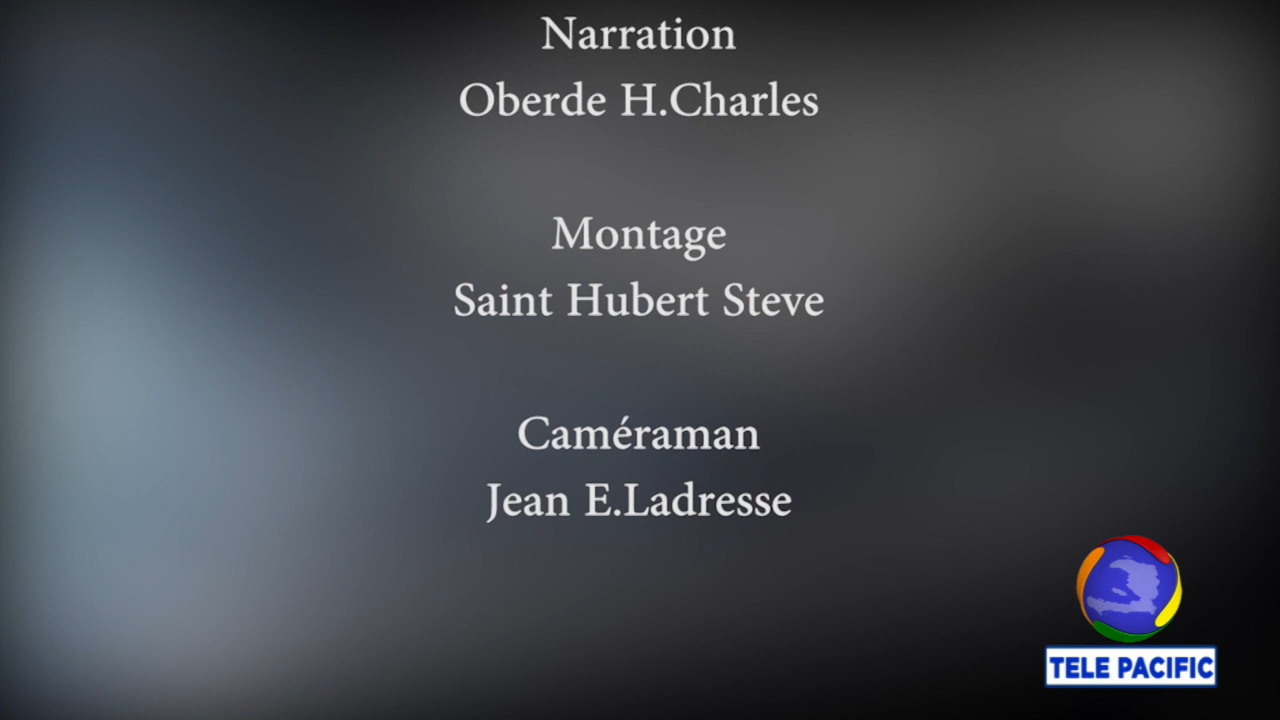 Narration
Oberde H.Charles
Montage
Saint Hubert Steve
Caméraman
Jean E.Ladresse
TELE PACIFIC